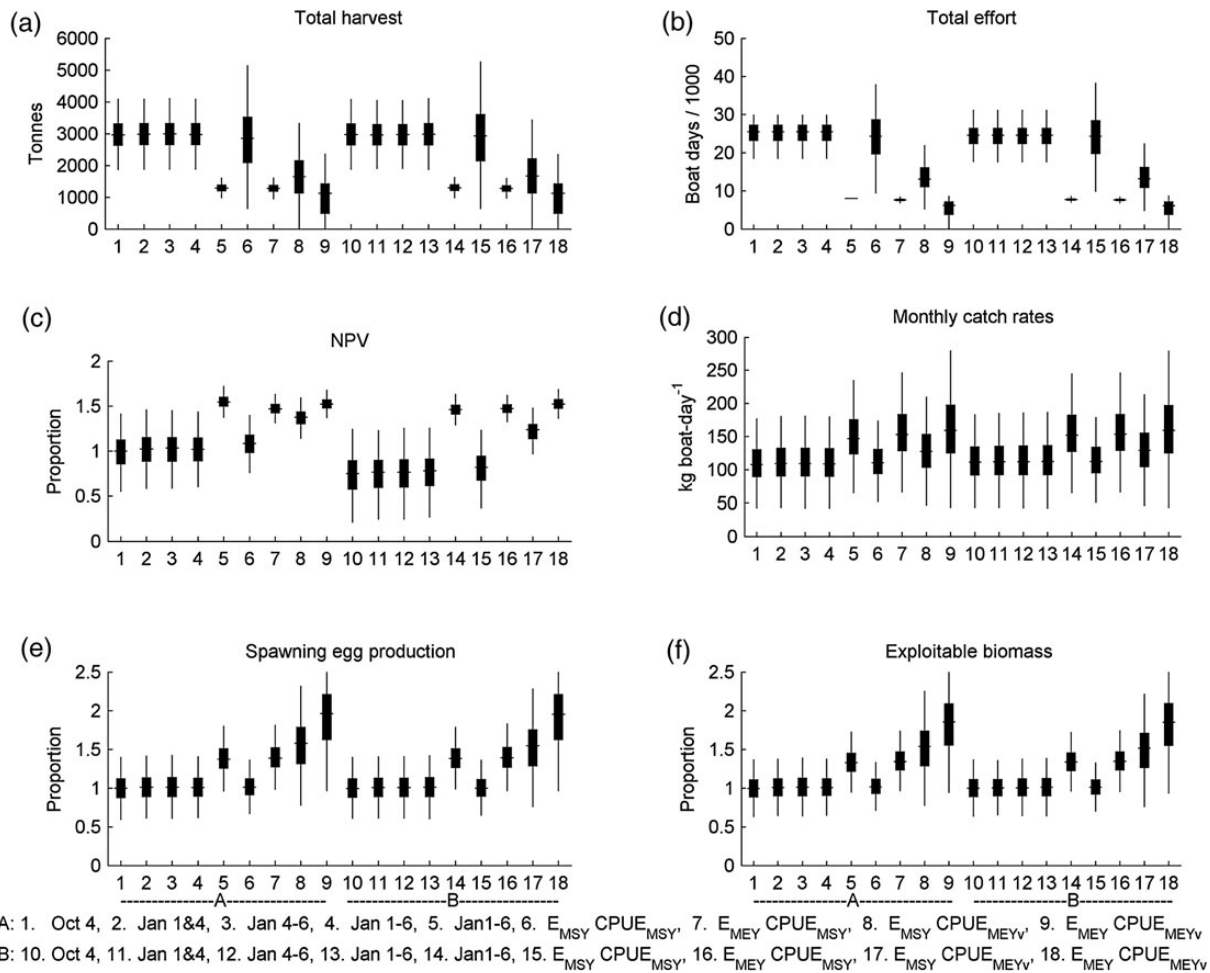 (a) Total harvest
Tonnes
6000
5000
4000
3000
2000
1000
0
1 2 3 4 5 6 7 8 9 10 11 12 13 14 15 16 17 18
(b) Total effort
Boat days / 1000
50
40
30
20
10
0
1 2 3 4 5 6 7 8 9 10 11 12 13 14 15 16 17 18
(c) NPV
Proportion
2
1.5
1
0.5
0
1 2 3 4 5 6 7 8 9 10 11 12 13 14 15 16 17 18
(d) Monthly catch rates
kg boat-day-1
300
250
200
150
100
50
0
1 2 3 4 5 6 7 8 9 10 11 12 13 14 15 16 17 18
(e) Spawning egg production
Proportion
2.5
2
1.5
1
0.5
0
1 2 3 4 5 6 7 8 9 10 11 12 13 14 15 16 17 18
A B
(f) Exploitable biomass
Proportion
2.5
2
1.5
1
0.5
0
1 2 3 4 5 6 7 8 9 10 11 12 13 14 15 16 17 18
A B
A: 1. Oct 4, 2. Jan 1&4, 3. Jan 4-6, 4. Jan 1-6, 5. Jan1-6, 6. EMSY CPUEMSY, 7. EMEY CPUEMSY, 8. EMSY CPUEMEYv, 9. EMEY CPUEMEYv
B: 10. Oct 4, 11. Jan 1&4, 12. Jan 4-6, 13. Jan 1-6, 14. Jan1-6, 15. EMSY CPUEMSY, 16. EMEY CPUEMSY, 17. EMSY CPUEMEYv, 18. EMEY CPUEMEYv